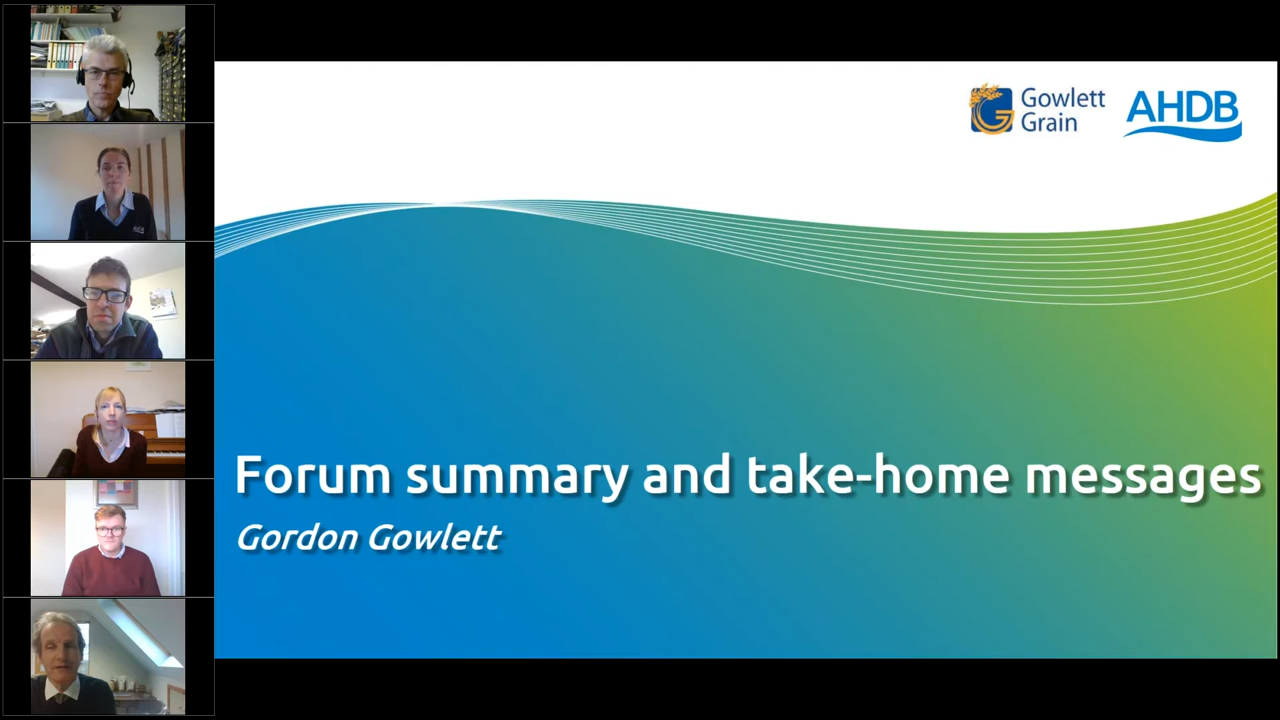 Gowlett
Grain
AHDB
Forum summary and take-home messages
Gordon Gowlett